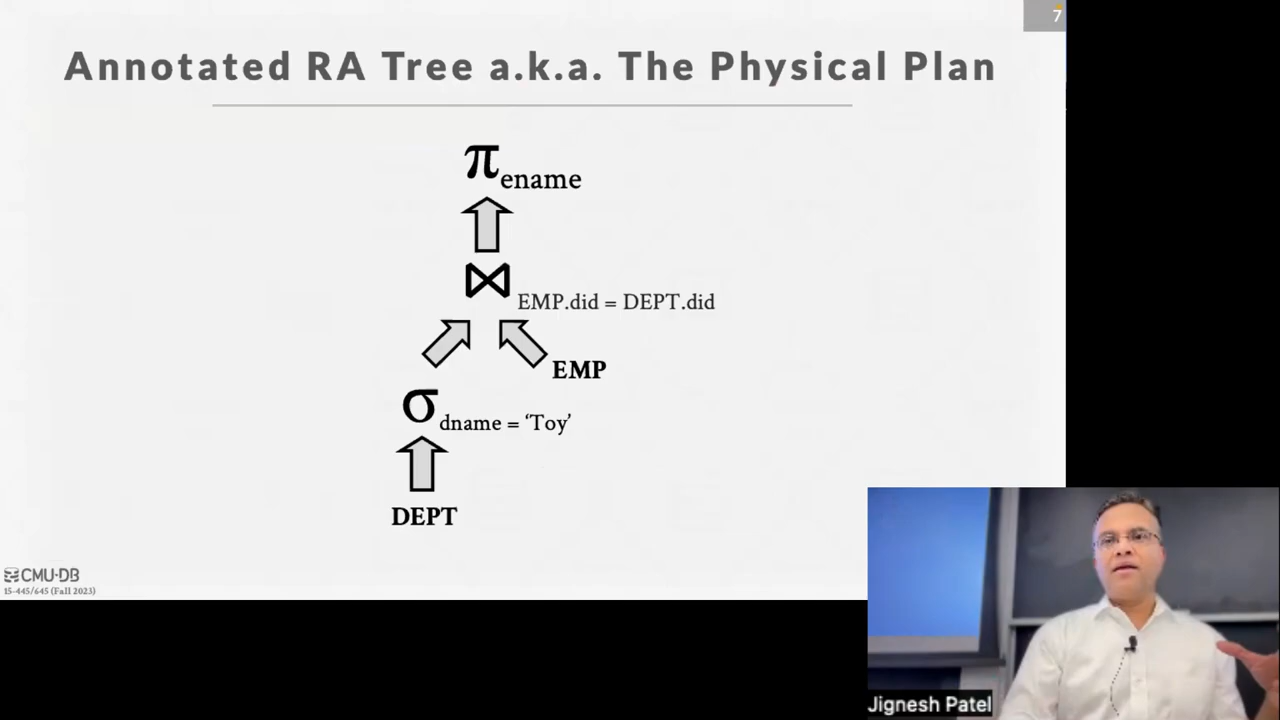 7
Annotated RA Tree a.k.a. The Physical Plan
π ename
⋈ EMP.did = DEPT.did
EMP
σ dname = ‘Toy’
DEPT
CMU·DB
15-445/645 (Fall 2023)
Jignesh Patel